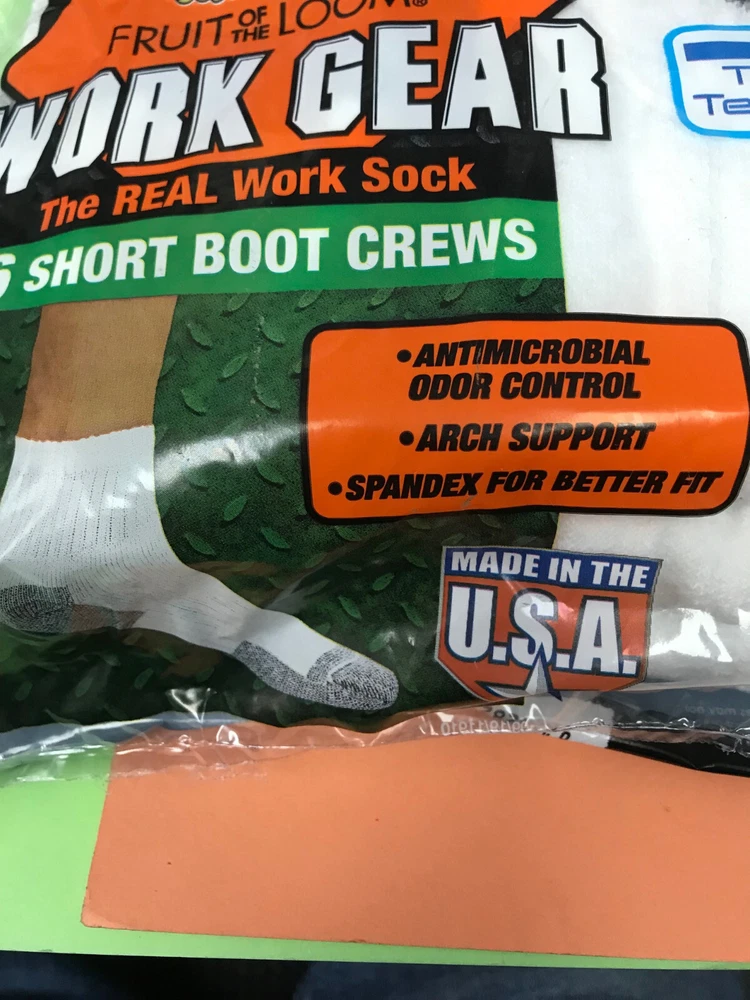 FRUIT OF THE LOOM®
WORK GEAR
The REAL Work Sock
6 SHORT BOOT CREWS
•ANTIMICROBIAL
ODOR CONTROL
•ARCH SUPPORT
•SPANDEX FOR BETTER FIT
MADE IN THE
U.S.A.